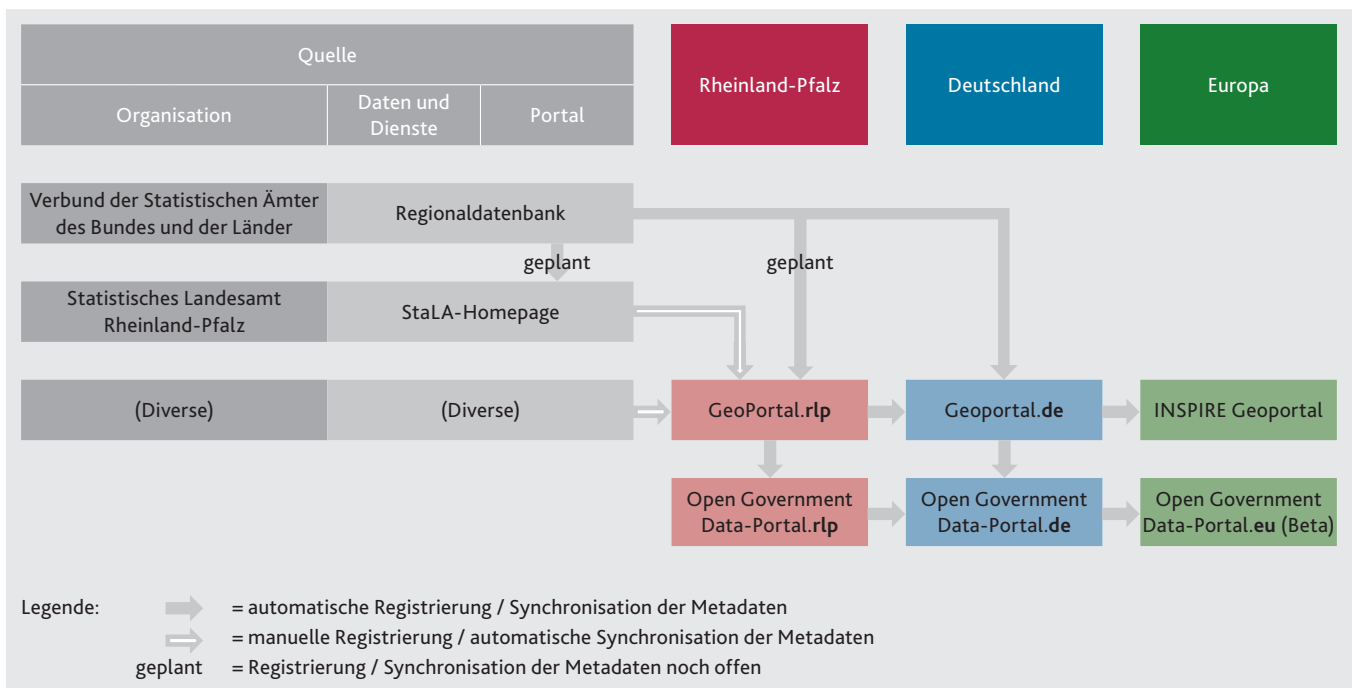 Quelle
Rheinland-Pfalz
Deutschland
Europa
Organisation
Daten und
Dienste
Portal
Verbund der Statistischen Ämter
des Bundes und der Länder
Regionaldatenbank
geplant
geplant
Statistisches Landesamt
Rheinland-Pfalz
StaLA-Homepage
(Diverse)
(Diverse)
GeoPortal.rlp
Geoportal.de
INSPIRE Geoportal
Open Government
Data-Portal.rlp
Open Government
Data-Portal.de
Open Government
Data-Portal.eu (Beta)
Legende:
= automatische Registrierung / Synchronisation der Metadaten
= manuelle Registrierung / automatische Synchronisation der Metadaten
geplant = Registrierung / Synchronisation der Metadaten noch offen